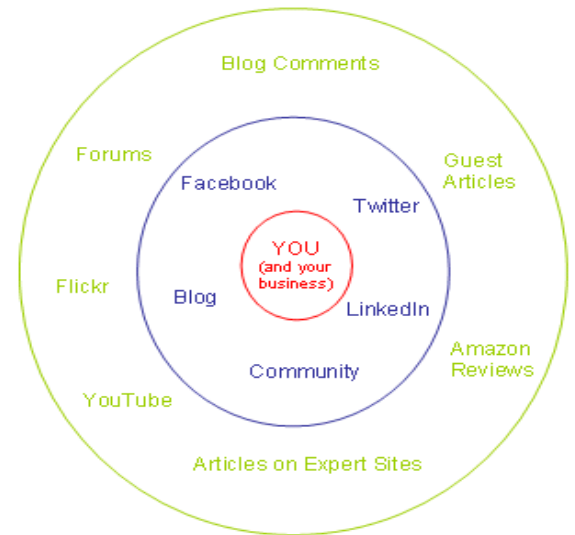 Blog Comments
Forums
Guest
Articles
Facebook
Twitter
YOU
(and your
business)
Flickr
Blog
LinkedIn
Amazon
Reviews
Community
YouTube
Articles on Expert Sites